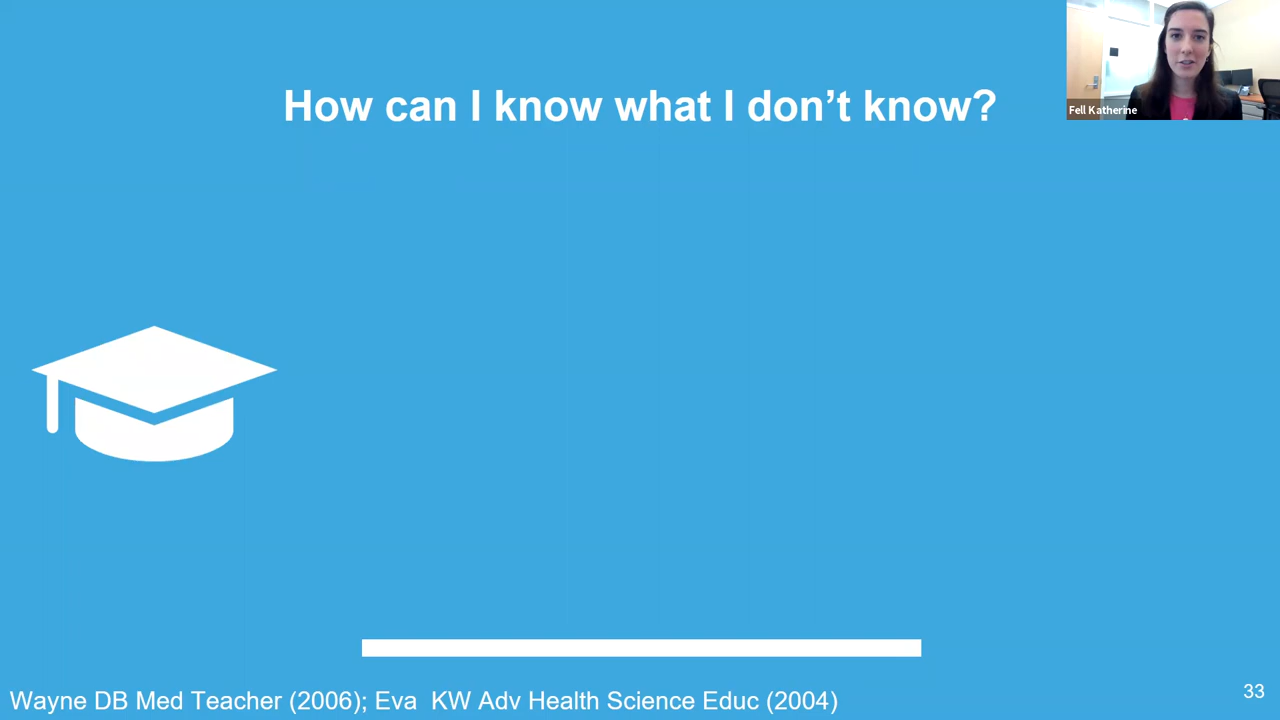 How can I know what I don’t know?
Fell Katherine
Wayne DB Med Teacher (2006); Eva  KW Adv Health Science Educ (2004)
33